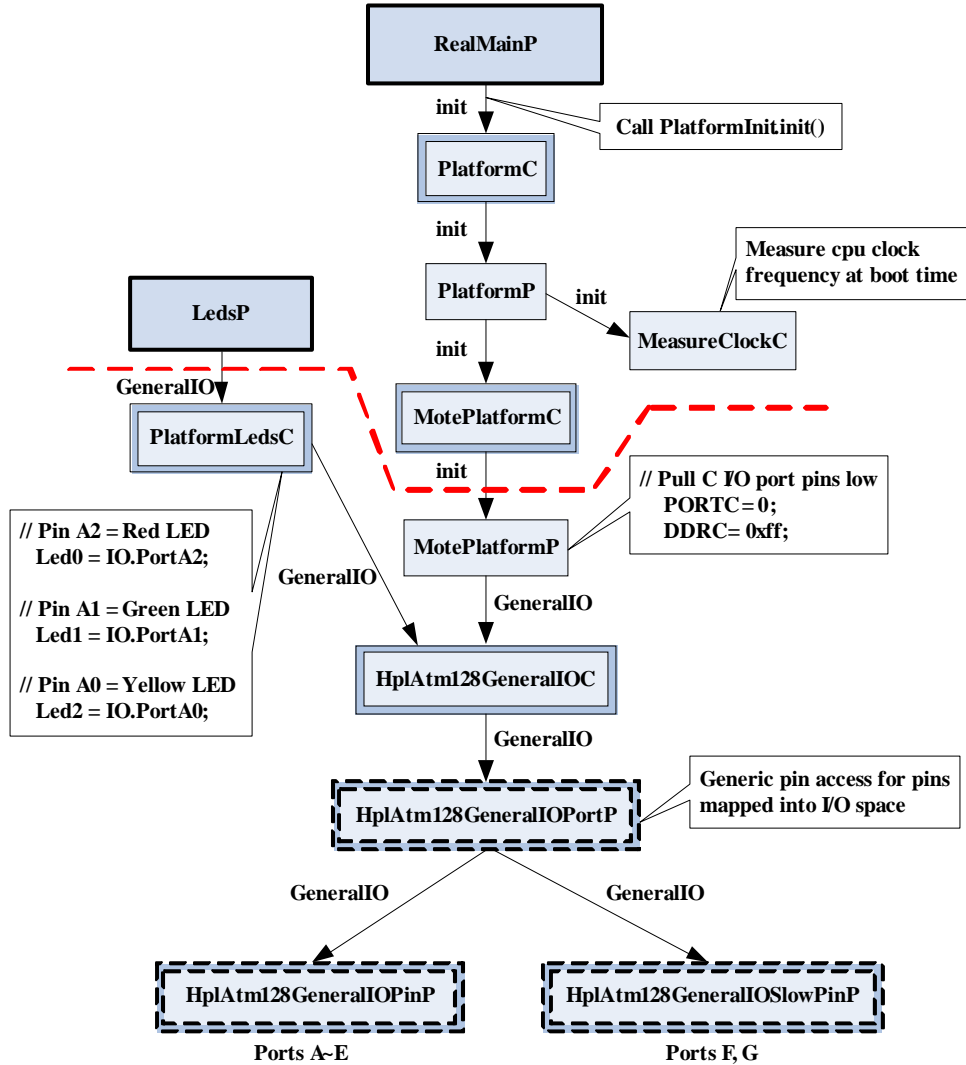 RealMainP
init
Call PlatformInit.init()
PlatformC
init
Measure cpu clock
frequency at boot time
PlatformP
init
LedsP
MeasureClockC
init
GeneralIO
PlatformLedsC
MotePlatformC
init
// Pull C I/O port pins low
PORTC = 0;
DDRC= 0xff;
// Pin A2 = Red LED
Led0 = IO.PortA2;
// Pin A1 = Green LED
Led1 = IO.PortA1;
// Pin A0 = Yellow LED
Led2 = IO.PortA0;
MotePlatformP
GeneralIO
GeneralIO
HplAtm128GeneralIOC
GeneralIO
Generic pin access for pins
mapped into I/O space
HplAtm128GeneralIOPortP
GeneralIO
GeneralIO
HplAtm128GeneralIOPinP
HplAtm128GeneralIOSlowPinP
Ports A~E
Ports F, G